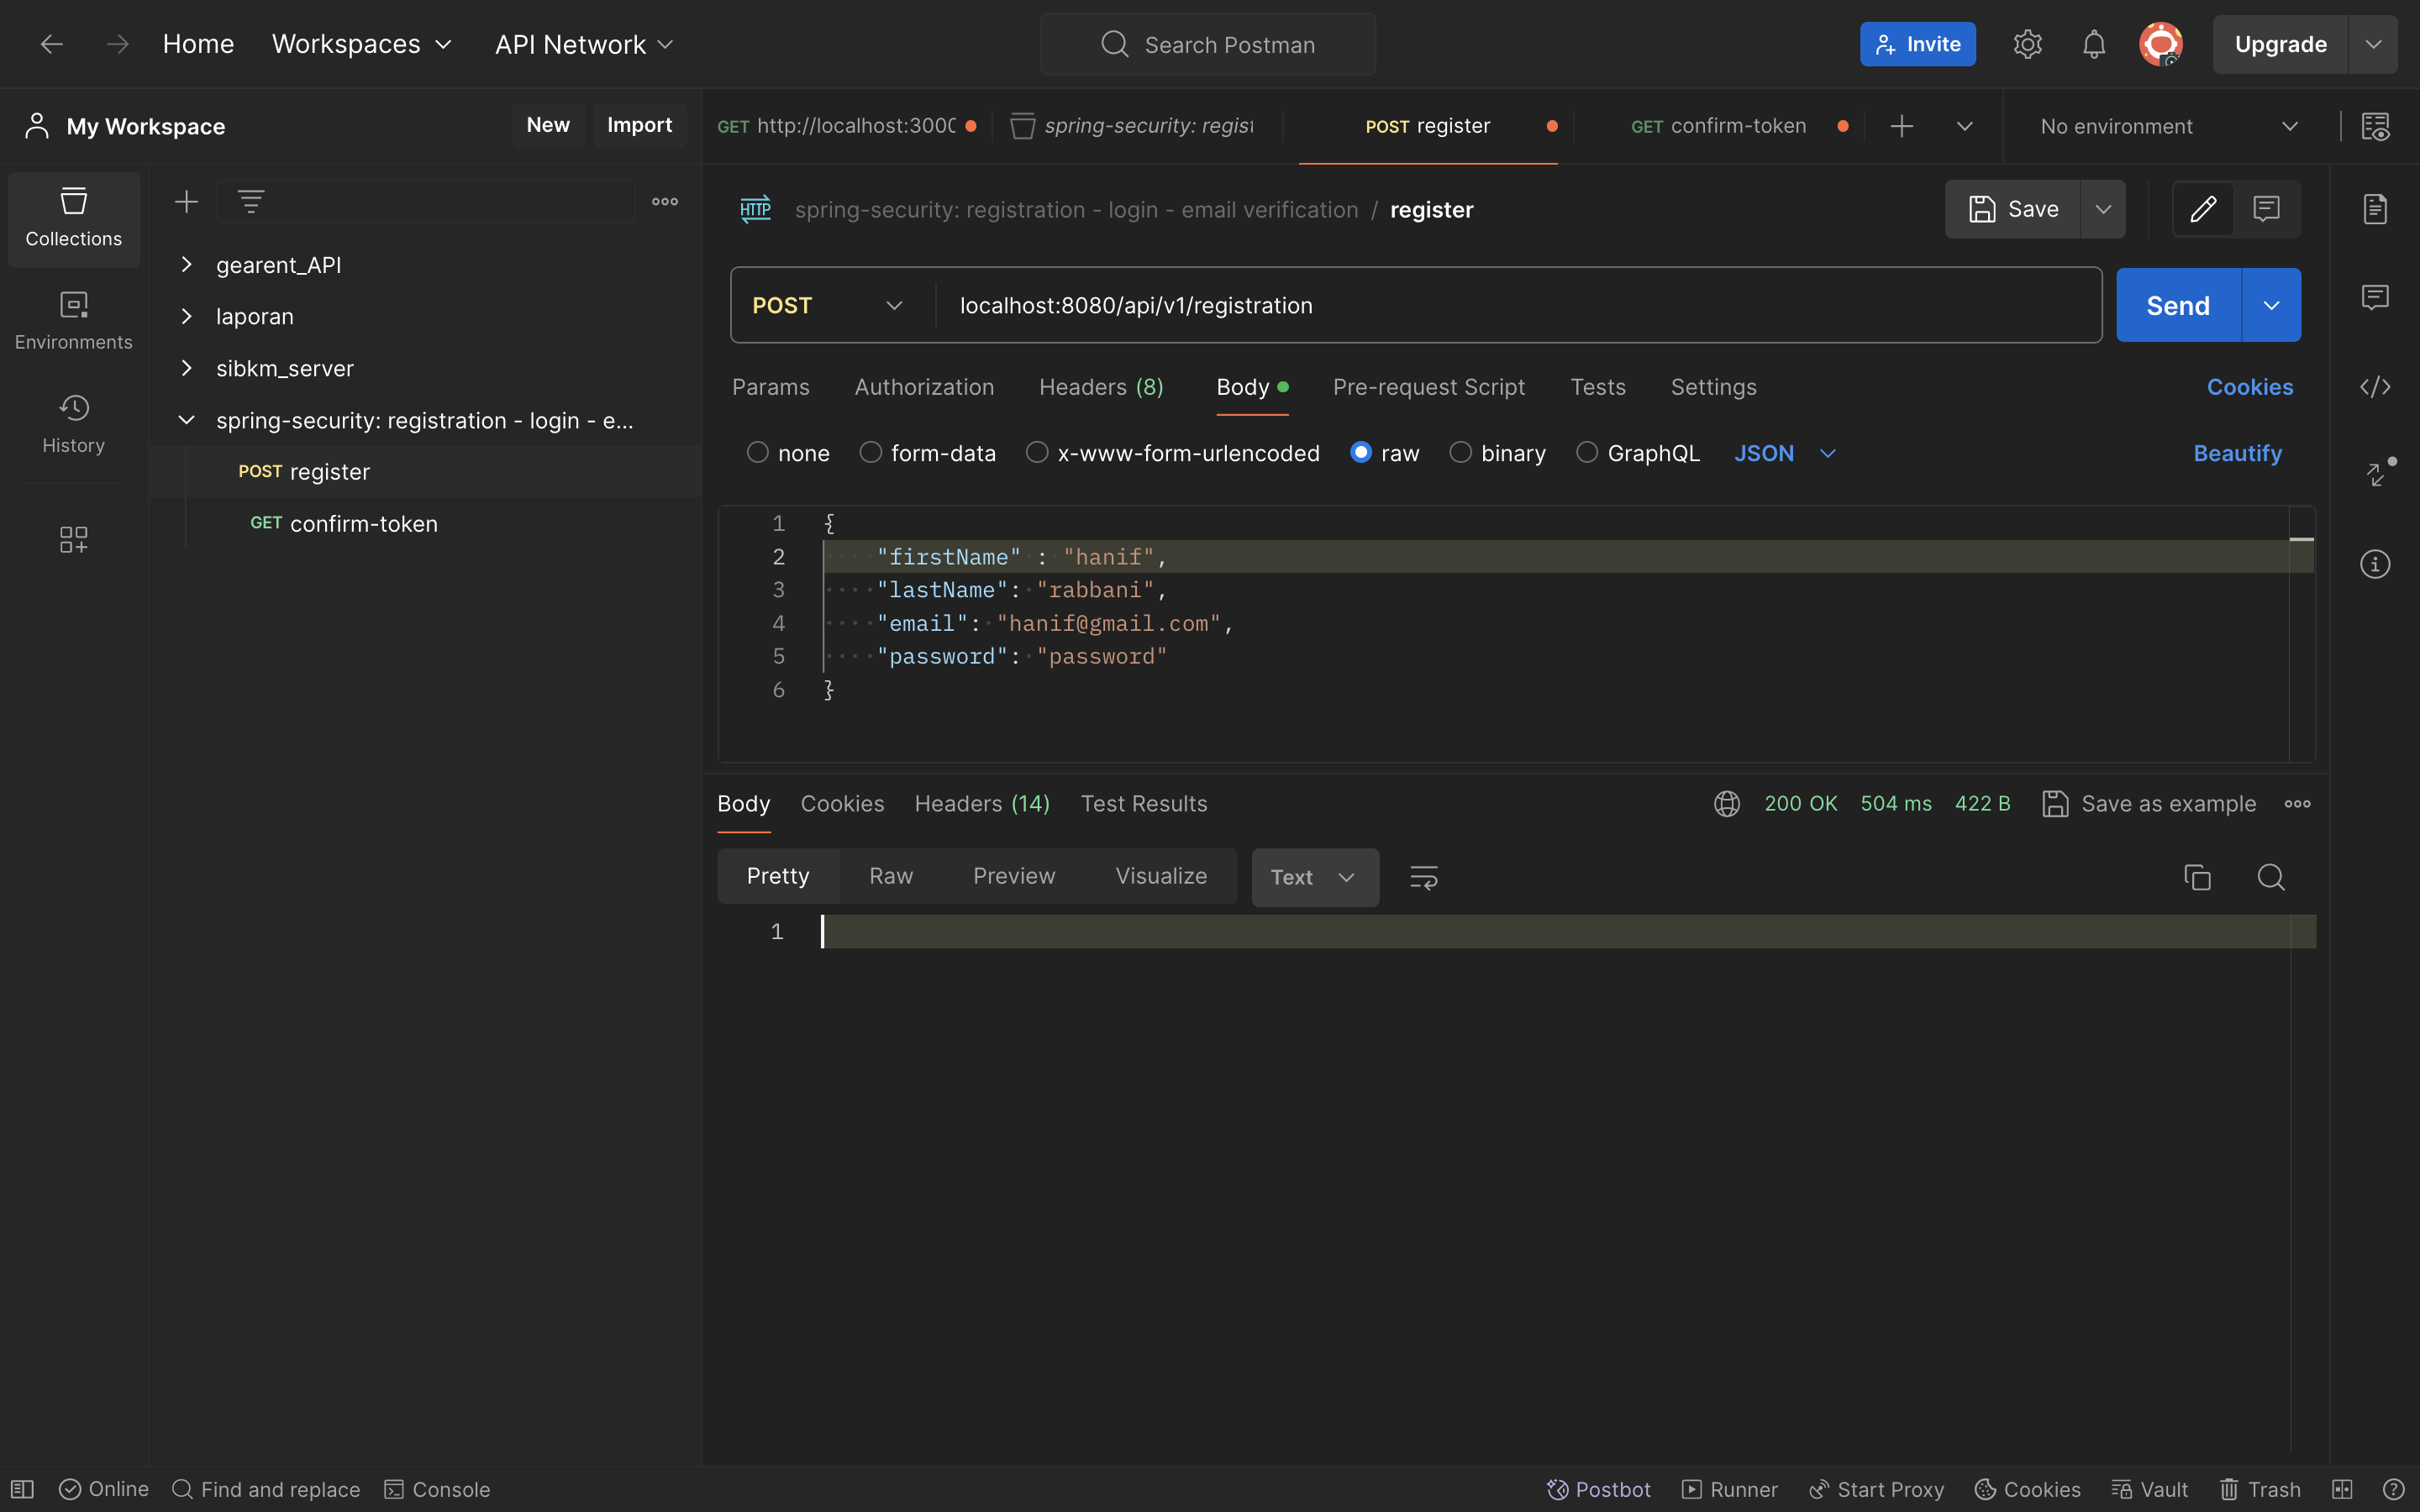 Home Workspaces API Network Search Postman Invite Upgrade
My Workspace New Import
GET http://localhost:300 spring-security: regist POST register GET confirm-token No environment
Collections
Environments
History
gearent_API
laporan
sibkm_server
spring-security: registration - login - e...
POST register
GET confirm-token
HTTP spring-security: registration - login - email verification / register Save
POST localhost:8080/api/v1/registration Send
Params Authorization Headers (8) Body Pre-request Script Tests Settings Cookies
none form-data x-www-form-urlencoded raw binary GraphQL JSON Beautify
1 {
2 "firstName" : "hanif",
3 "lastName": "rabbani",
4 "email": "hanif@gmail.com",
5 "password": "password"
6 }
Body Cookies Headers (14) Test Results 200 OK 504 ms 422 B Save as example
Pretty Raw Preview Visualize Text
1
Online Find and replace Console Postbot Runner Start Proxy Cookies Vault Trash